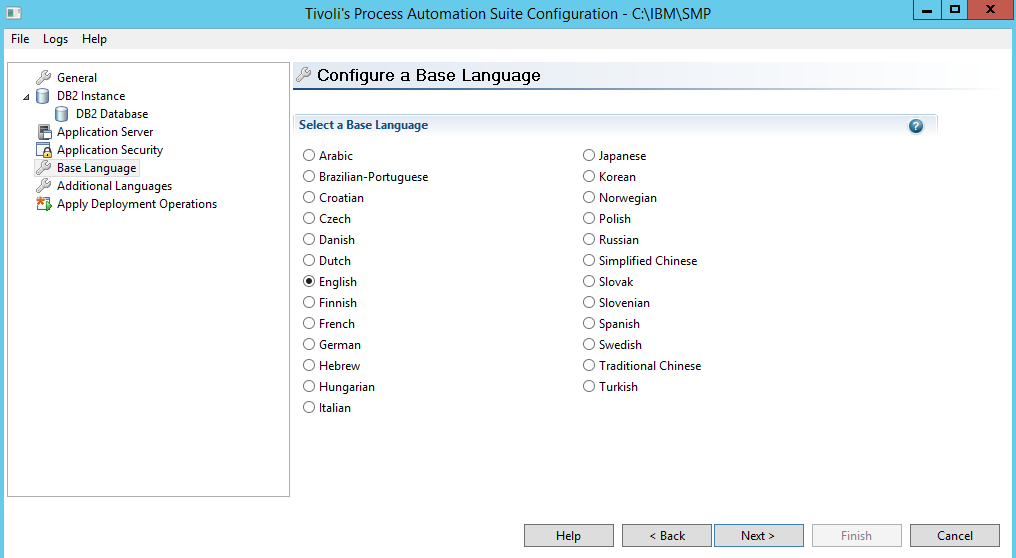 Tivoli's Process Automation Suite Configuration - C:\IBM\SMP
File Logs Help
General
DB2 Instance
DB2 Database
Application Server
Application Security
Base Language
Additional Languages
Apply Deployment Operations
Configure a Base Language
Select a Base Language
Arabic
Brazilian-Portuguese
Croatian
Czech
Danish
Dutch
English
Finnish
French
German
Hebrew
Hungarian
Italian
Japanese
Korean
Norwegian
Polish
Russian
Simplified Chinese
Slovak
Slovenian
Spanish
Swedish
Traditional Chinese
Turkish
Help < Back Next > Finish Cancel